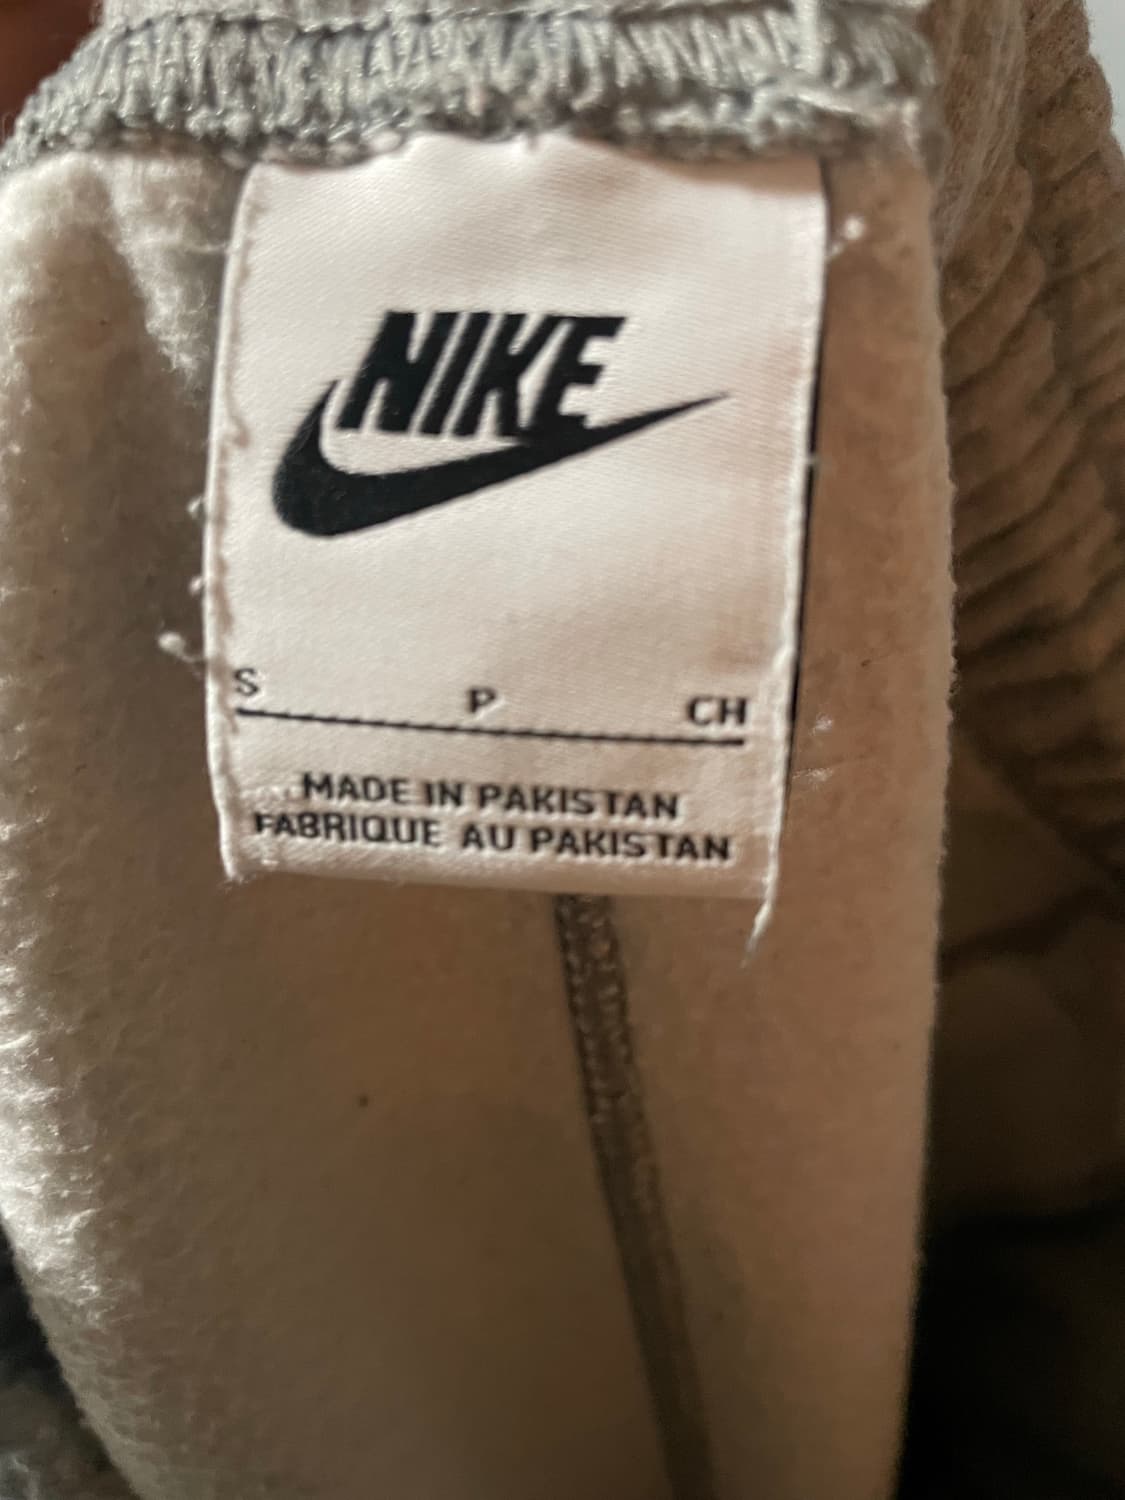 NIKE
S P CH
MADE IN PAKISTAN
FABRIQUE AU PAKISTAN